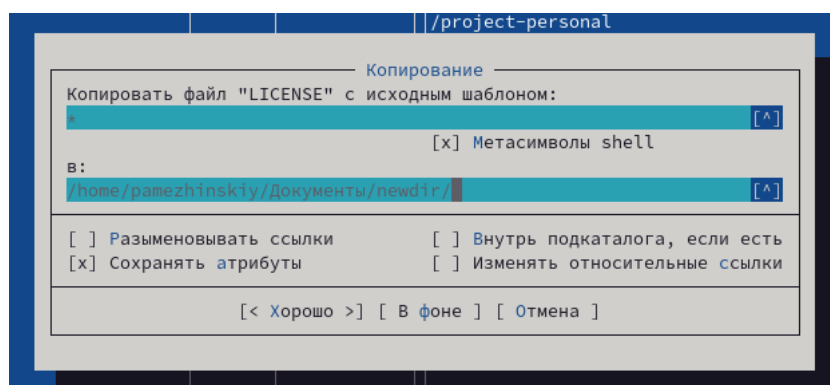 /project-personal
Копирование
Копировать файл "LICENSE" с исходным шаблоном:
* [^]
[x] Метасимволы shell
в:
/home/pamezhinskiy/Документы/newdir/ [^]
[ ] Разыменовывать ссылки [ ] Внутрь подкаталога, если есть
[x] Сохранять атрибуты [ ] Изменять относительные ссылки
[< Хорошо >] [ В фоне ] [ Отмена ]